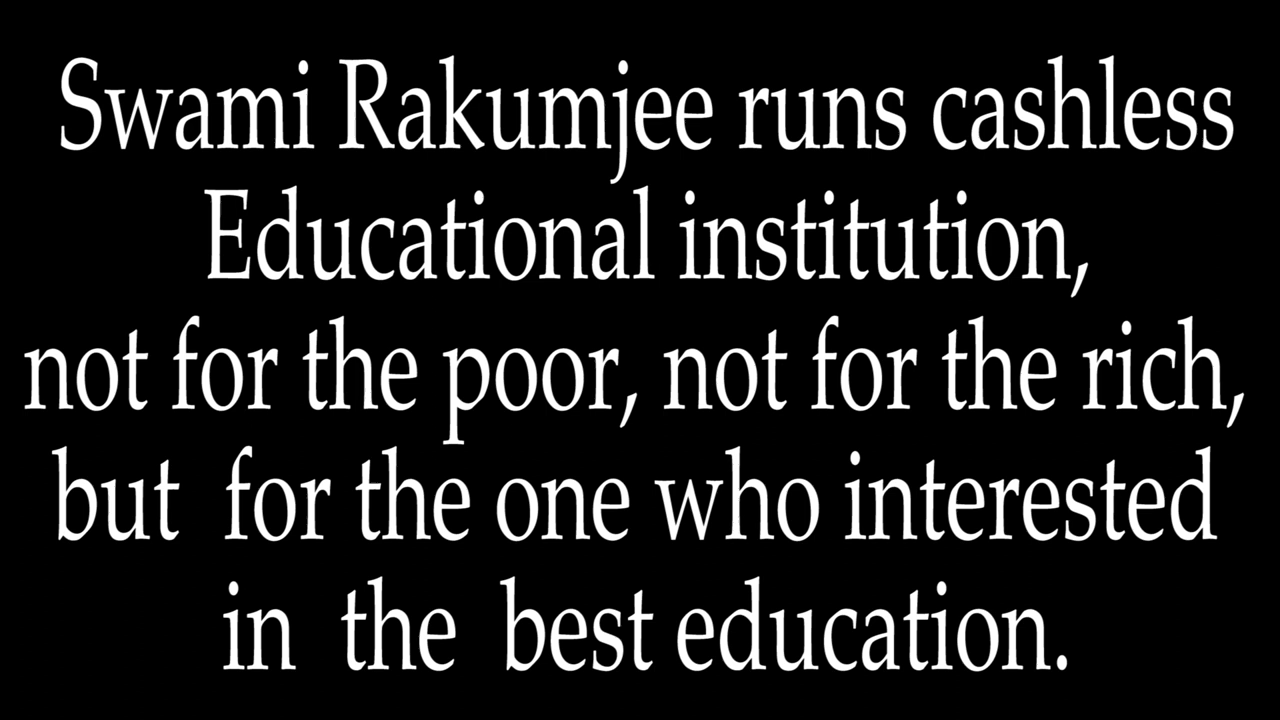 Swami Rakumjee runs cashless
Educational institution,
not for the poor, not for the rich,
but for the one who interested
in the best education.